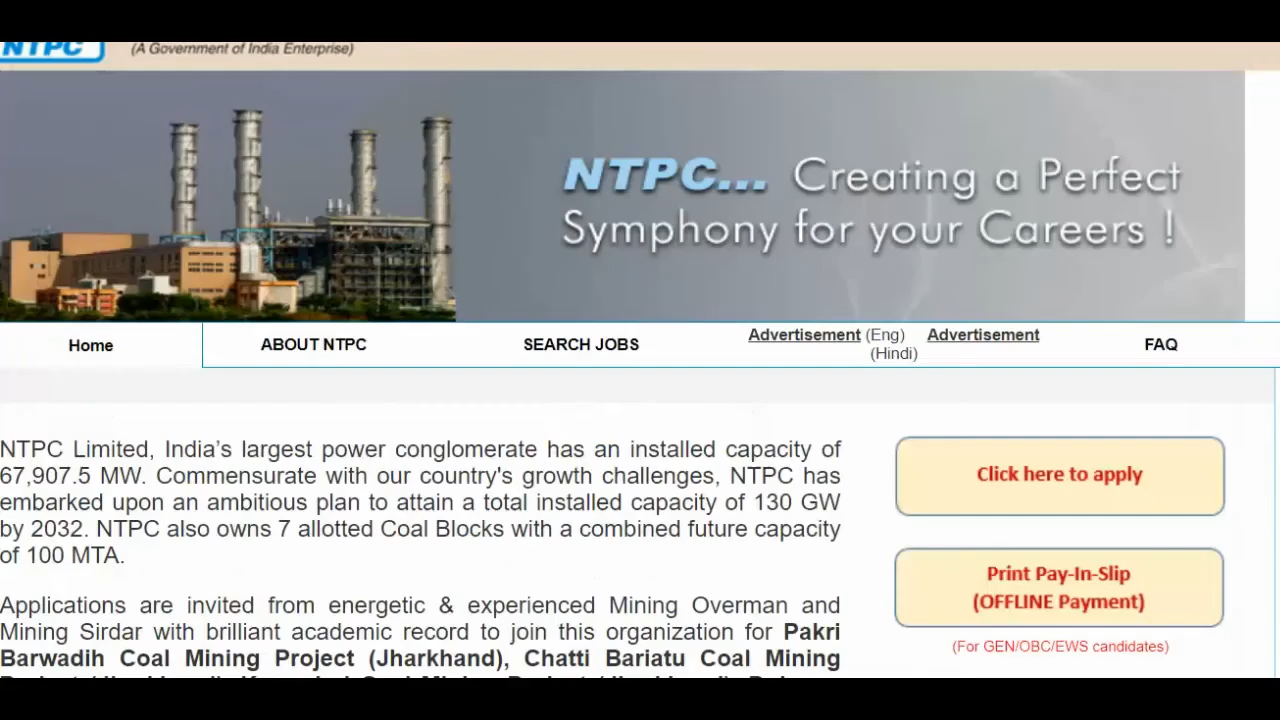 NTPC
(A Government of India Enterprise)
NTPC... Creating a Perfect
Symphony for your Careers !
Home
ABOUT NTPC
SEARCH JOBS
Advertisement (Eng) Advertisement
(Hindi)
FAQ
NTPC Limited, India’s largest power conglomerate has an installed capacity of
67,907.5 MW. Commensurate with our country's growth challenges, NTPC has
embarked upon an ambitious plan to attain a total installed capacity of 130 GW
by 2032. NTPC also owns 7 allotted Coal Blocks with a combined future capacity
of 100 MTA.
Applications are invited from energetic & experienced Mining Overman and
Mining Sirdar with brilliant academic record to join this organization for Pakri
Barwadih Coal Mining Project (Jharkhand), Chatti Bariatu Coal Mining
Click here to apply
Print Pay-In-Slip
(OFFLINE Payment)
(For GEN/OBC/EWS candidates)